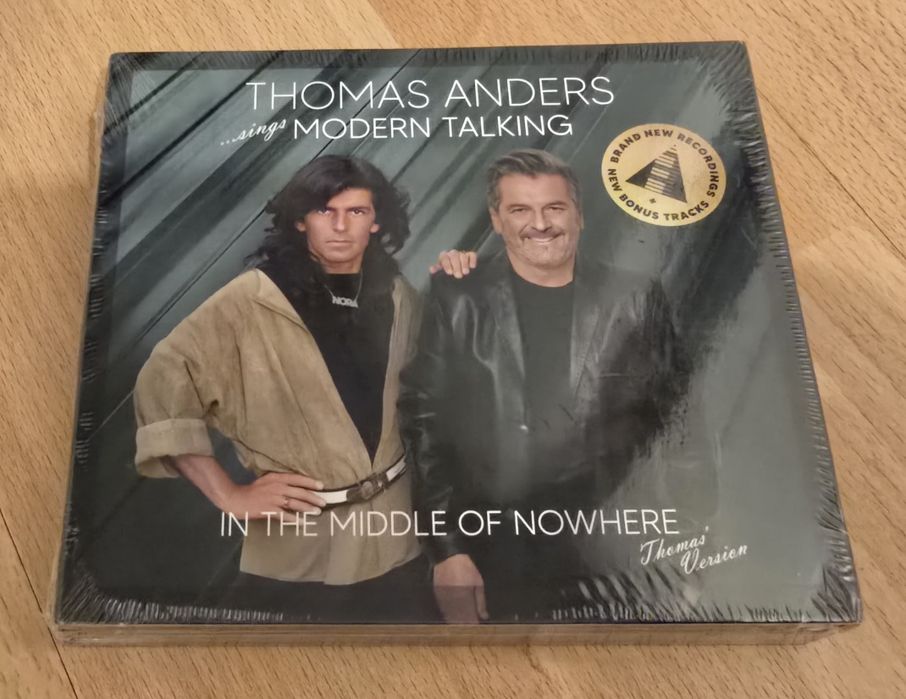 THOMAS ANDERS
...sings MODERN TALKING
BRAND NEW RECORDINGS
+
NEW BONUS TRACKS
NORA
IN THE MIDDLE OF NOWHERE
Thomas'
Version